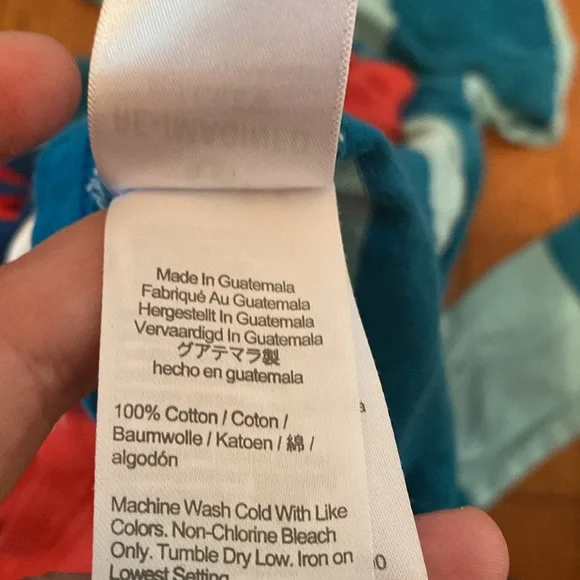 Made In Guatemala
Fabriqué Au Guatemala
Hergestellt In Guatemala
Vervaardigd In Guatemala
グアテマラ製
hecho en guatemala
100% Cotton / Coton /
Baumwolle / Katoen / 綿 /
algodón
Machine Wash Cold With Like
Colors. Non-Chlorine Bleach
Only. Tumble Dry Low. Iron on
Lowest Setting